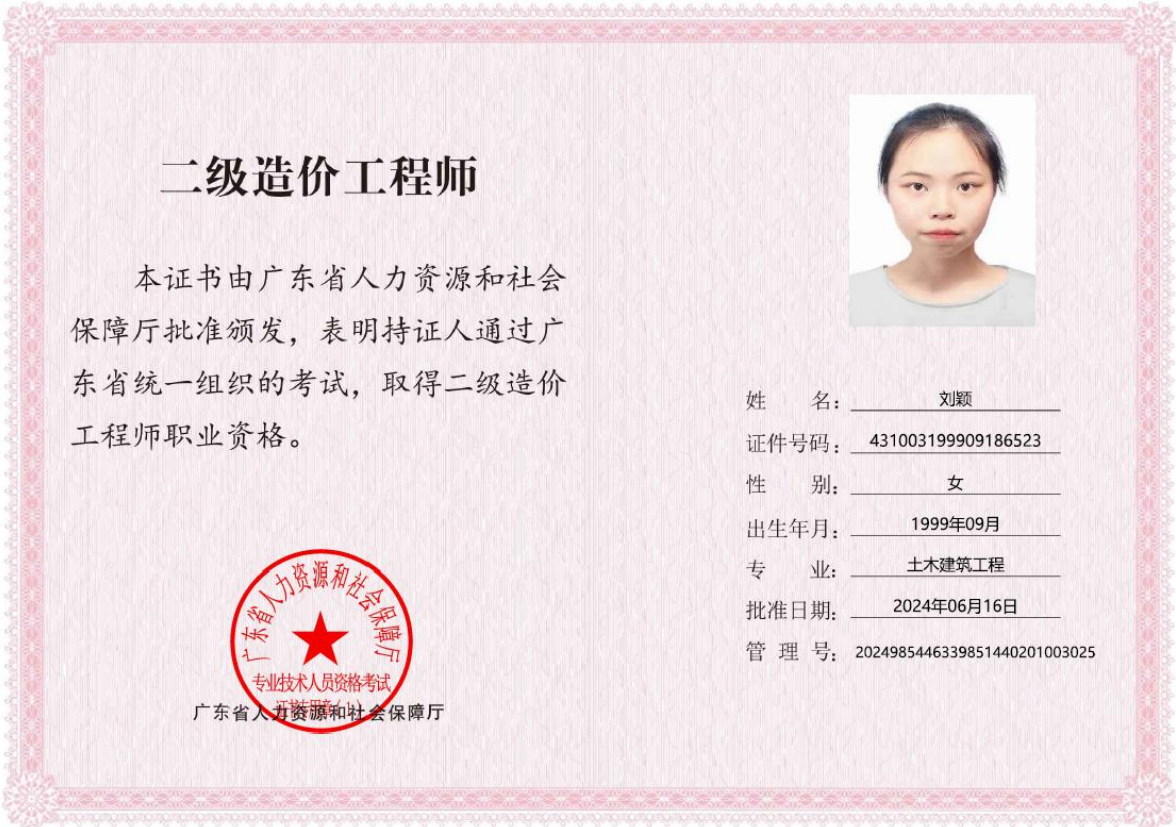 二级造价工程师
本证书由广东省人力资源和社会
保障厅批准颁发，表明持证人通过广
东省统一组织的考试，取得二级造价
工程师职业资格。
广东省人力资源和社会保障厅
专业技术人员资格考试
广东省人力资源和社会保障厅
姓 名：刘颖
证件号码：431003199909186523
性 别：女
出生年月：1999年09月
专 业：土木建筑工程
批准日期：2024年06月16日
管 理 号：20249854463398514402010​03025